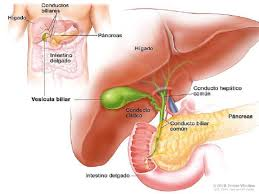 Conductos
biliares
Hígado
Páncreas
Intestino
delgado
Hígado
Conducto hepático
común
Vesícula biliar
Conducto
cístico
Páncreas
Conducto biliar
común
Intestino delgado